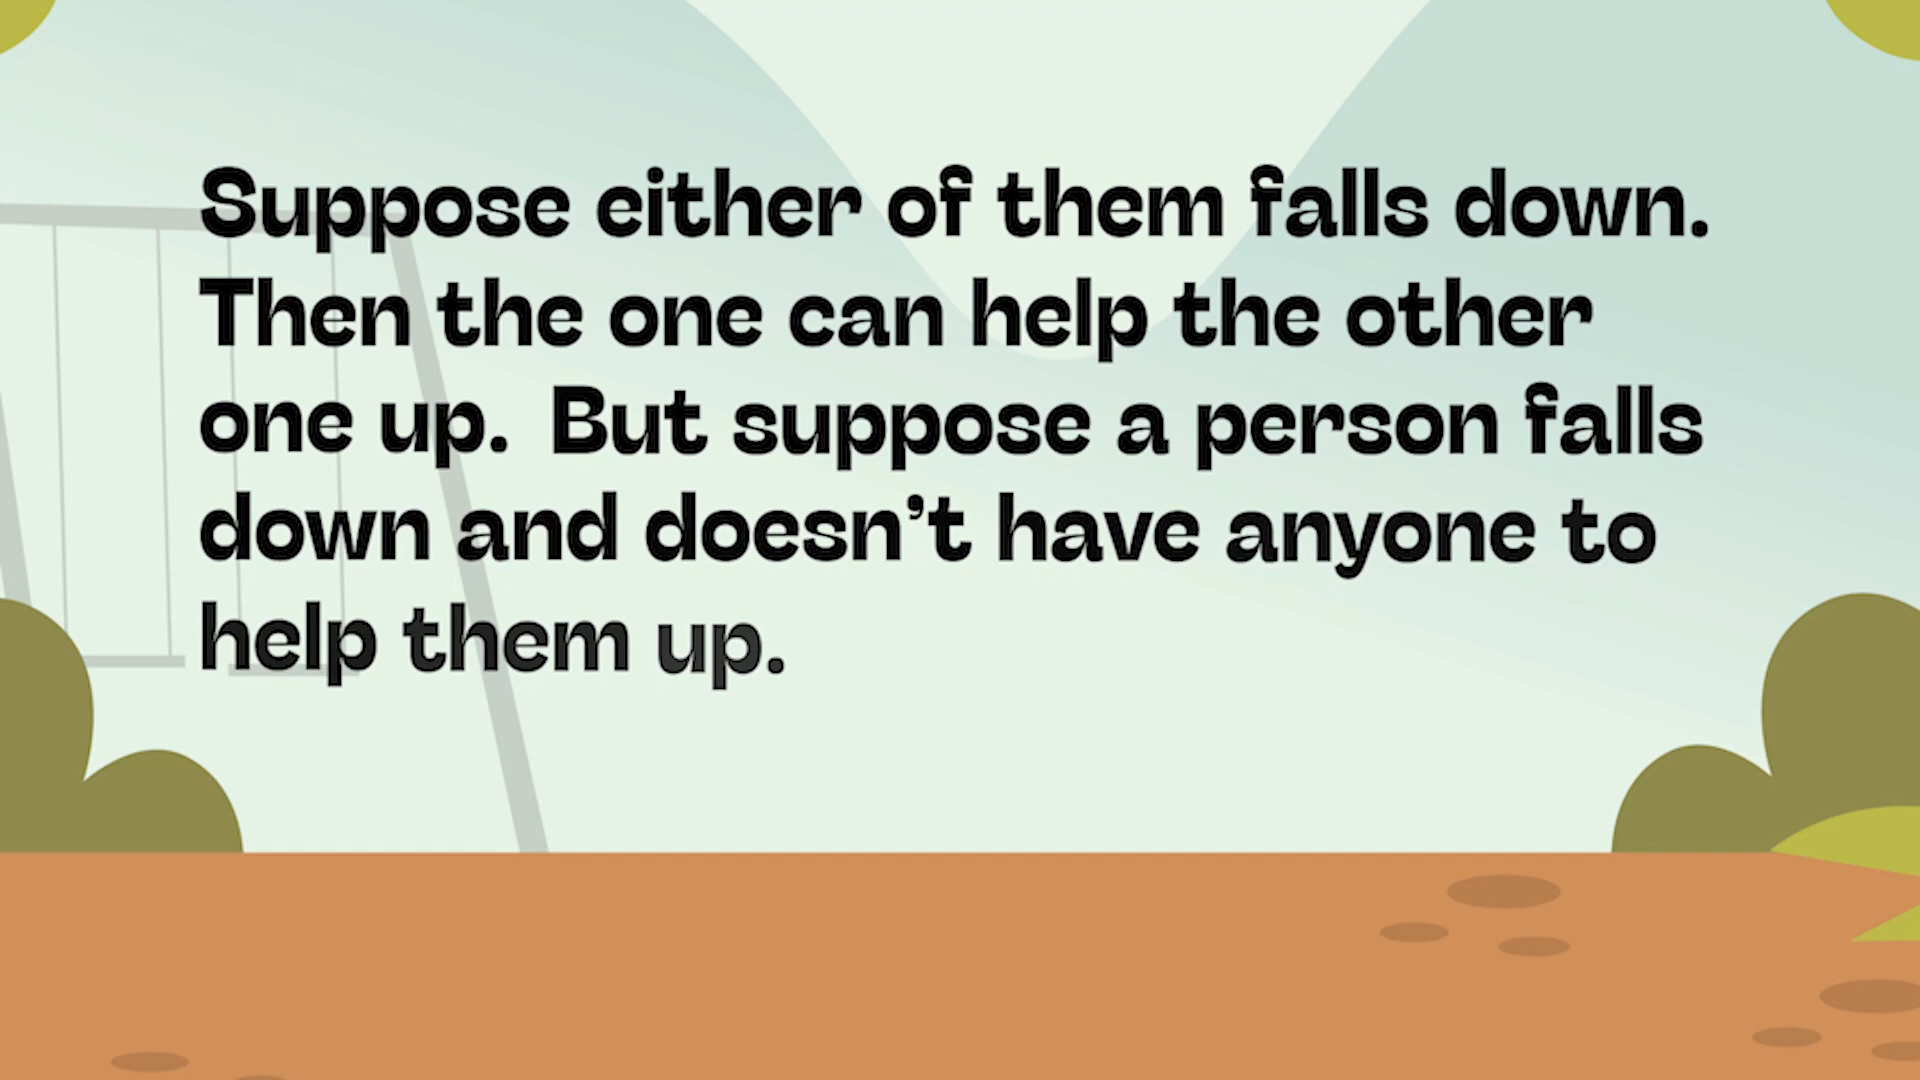 Suppose either of them falls down.
Then the one can help the other
one up. But suppose a person falls
down and doesn’t have anyone to
help them up.